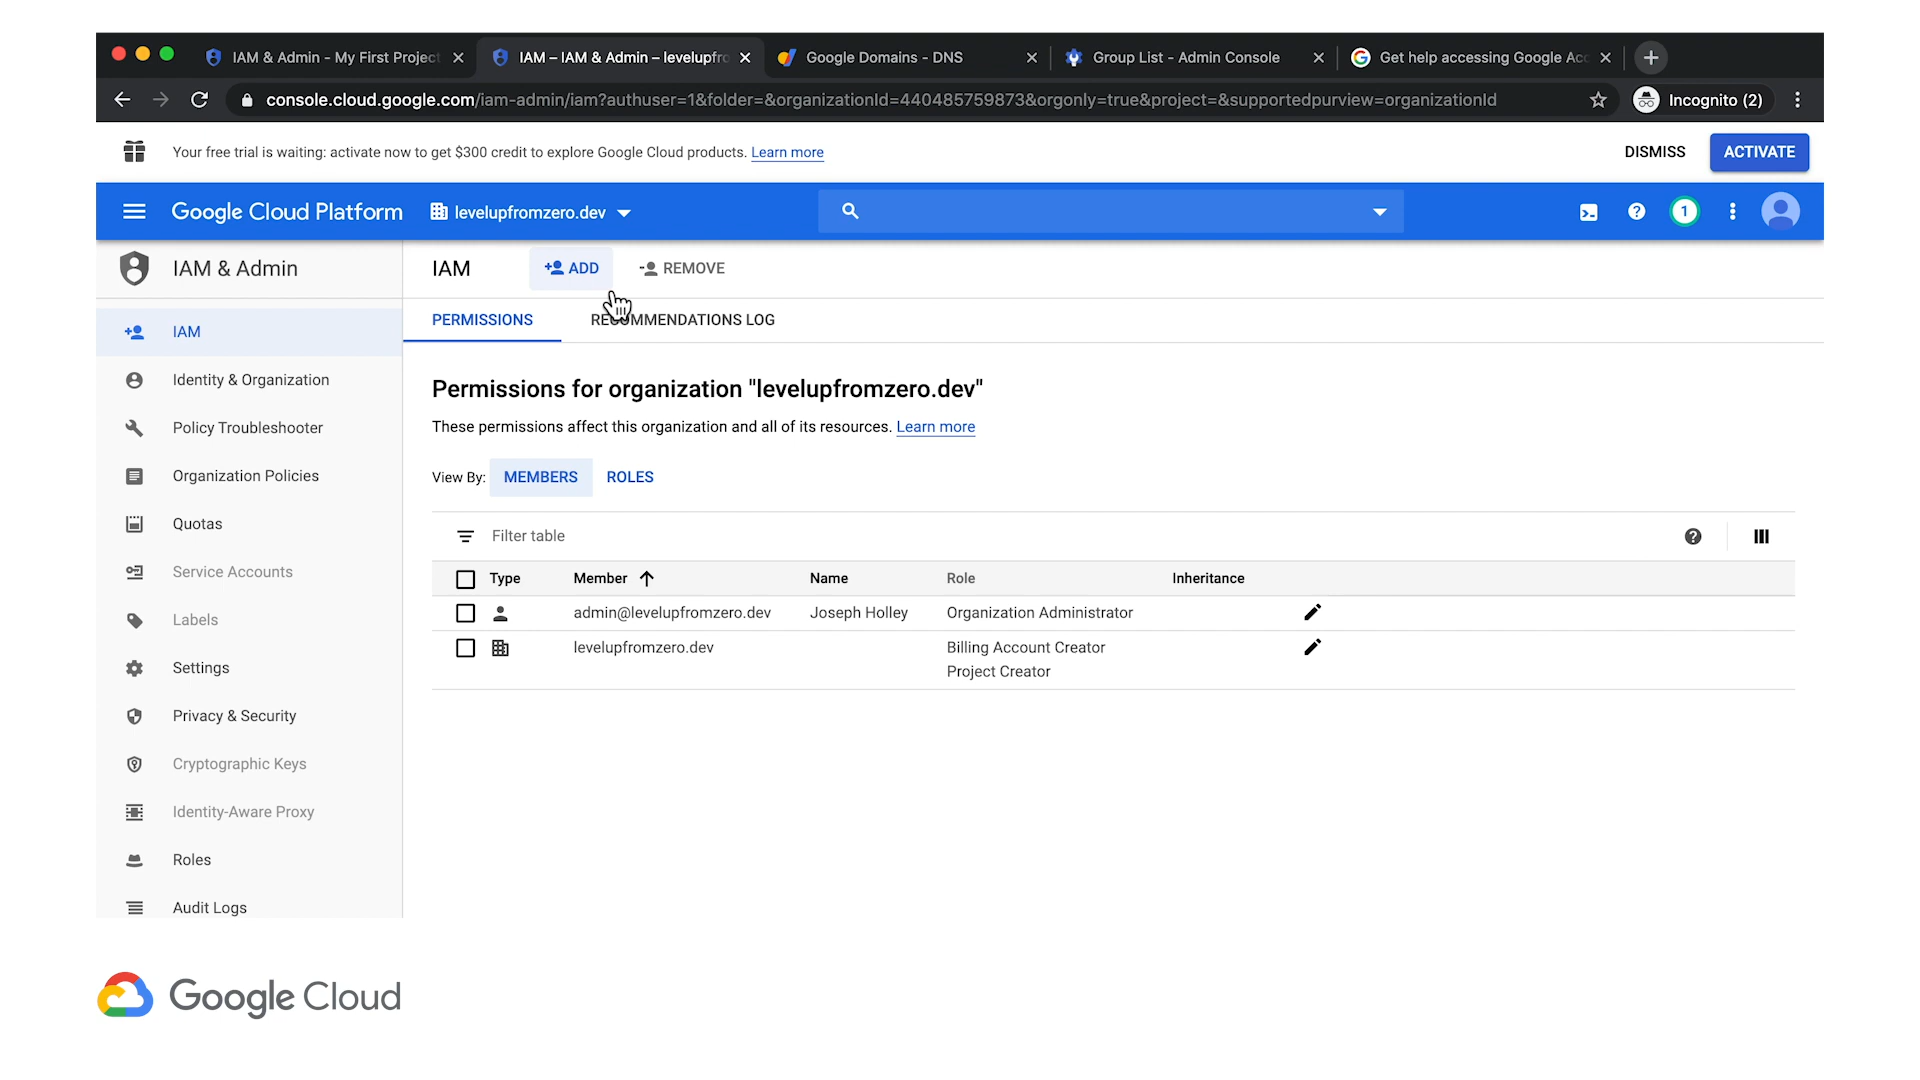 IAM & Admin - My First Project
IAM – IAM & Admin – levelupfro
Google Domains - DNS
Group List - Admin Console
Get help accessing Google Acc
console.cloud.google.com/iam-admin/iam?authuser=1&folder=&organizationId=440485759873&orgonly=true&project=&supportedpurview=organizationId
Incognito (2)
Your free trial is waiting: activate now to get $300 credit to explore Google Cloud products. Learn more
DISMISS
ACTIVATE
Google Cloud Platform
levelupfromzero.dev
1
IAM & Admin
IAM
ADD
REMOVE
PERMISSIONS
RECOMMENDATIONS LOG
IAM
Identity & Organization
Policy Troubleshooter
Organization Policies
Quotas
Service Accounts
Labels
Settings
Privacy & Security
Cryptographic Keys
Identity-Aware Proxy
Roles
Audit Logs
Permissions for organization "levelupfromzero.dev"
These permissions affect this organization and all of its resources. Learn more
View By: MEMBERS ROLES
Filter table
Type Member Name Role Inheritance
admin@levelupfromzero.dev Joseph Holley Organization Administrator
levelupfromzero.dev Billing Account Creator
Project Creator
Google Cloud